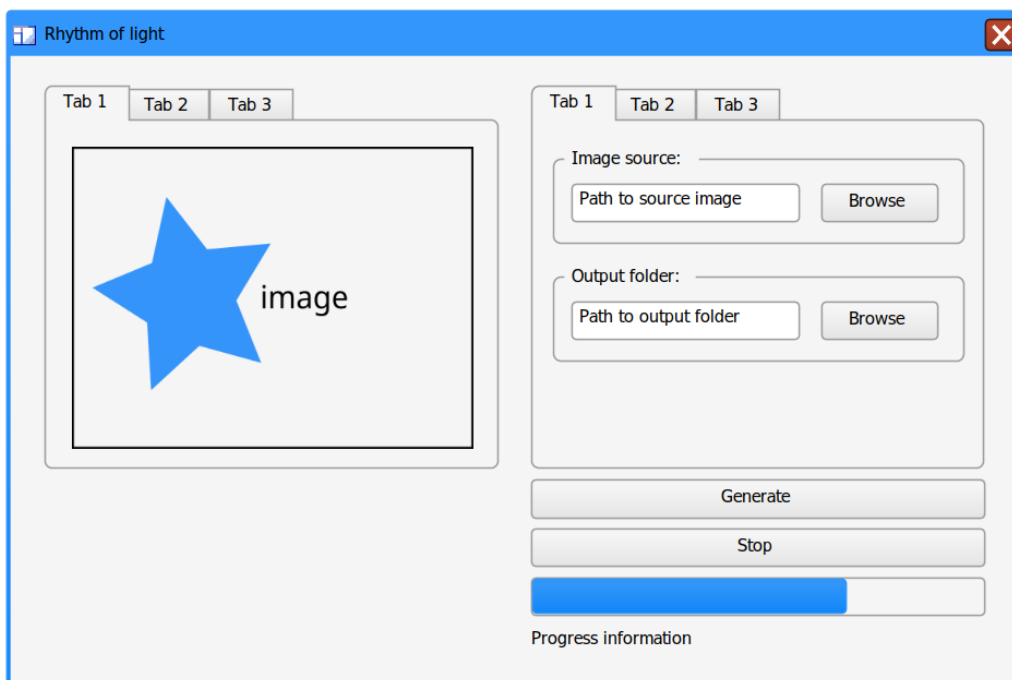 Rhythm of light
Tab 1 Tab 2 Tab 3
image
Tab 1 Tab 2 Tab 3
Image source:
Path to source image Browse
Output folder:
Path to output folder Browse
Generate
Stop
Progress information